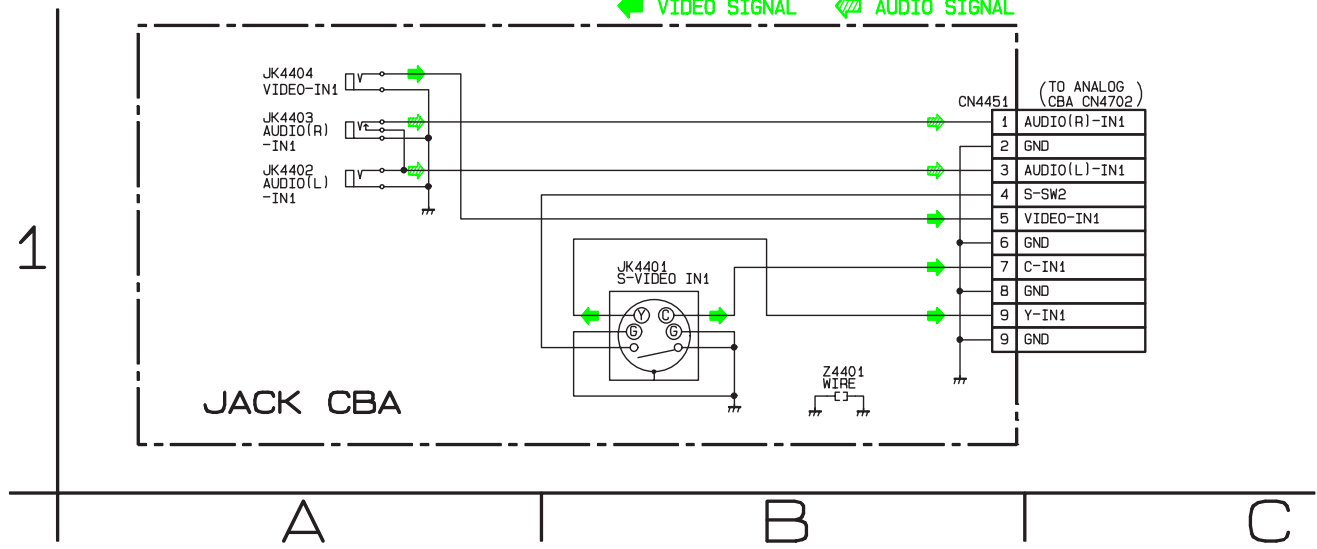 VIDEO SIGNAL AUDIO SIGNAL
JK4404
VIDEO-IN1
JK4403
AUDIO(R)
-IN1
JK4402
AUDIO(L)
-IN1
CN4451
(TO ANALOG
CBA CN4702)
1 AUDIO(R)-IN1
2 GND
3 AUDIO(L)-IN1
4 S-SW2
5 VIDEO-IN1
6 GND
7 C-IN1
8 GND
9 Y-IN1
9 GND
JK4401
S-VIDEO IN1
Y C
G G
Z4401
WIRE
JACK CBA
1
A B C